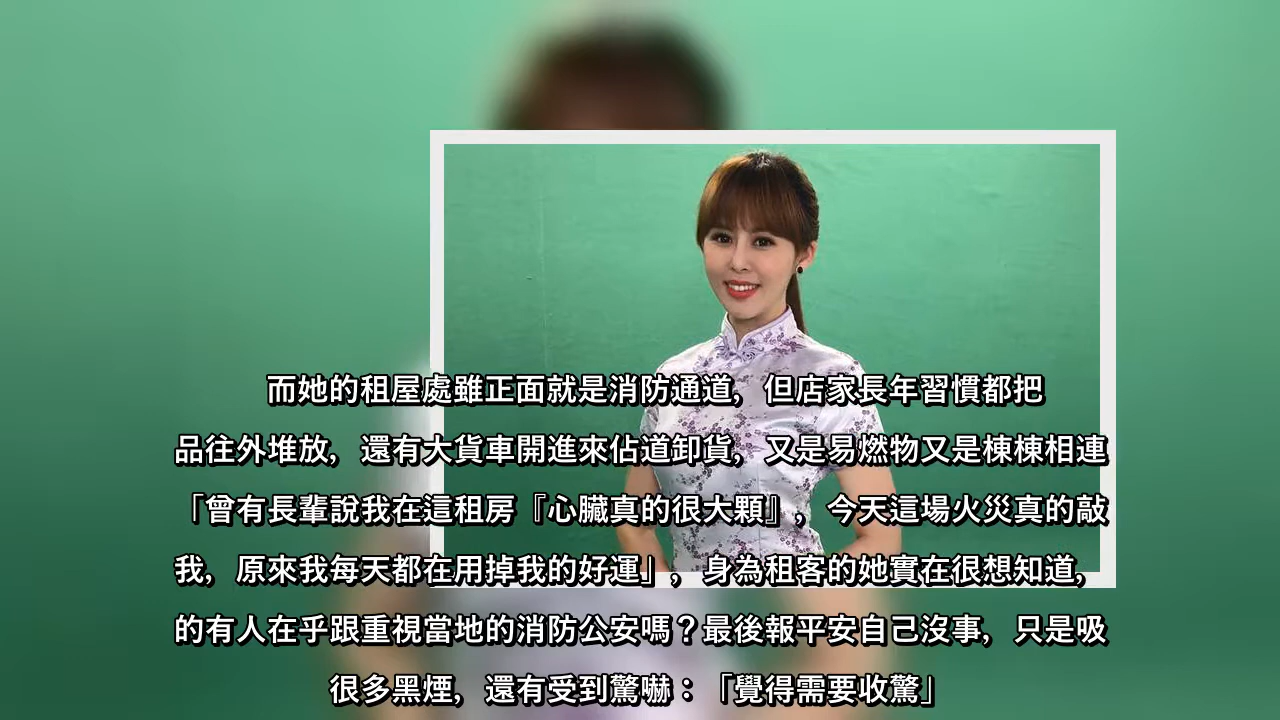 而她的租屋處雖正面就是消防通道，但店家長年習慣都把
品往外堆放，還有大貨車開進來佔道卸貨，又是易燃物又是棟棟相連
「曾有長輩說我在這租房『心臟真的很大顆』，今天這場火災真的敲
我，原來我每天都在用掉我的好運」，身為租客的她實在很想知道，
的有人在乎跟重視當地的消防公安嗎？最後報平安自己沒事，只是吸
很多黑煙，還有受到驚嚇：「覺得需要收驚」